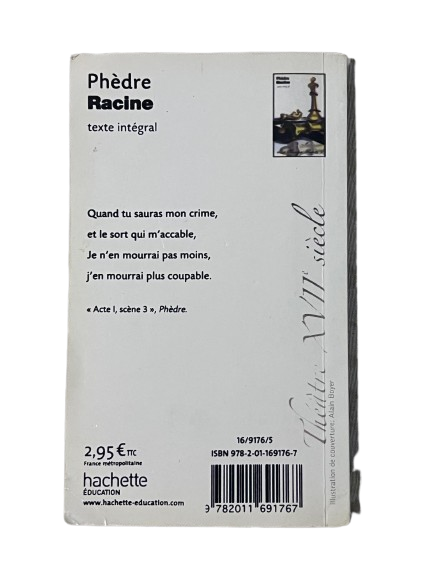 Phèdre
Racine
texte intégral
Quand tu sauras mon crime,
et le sort qui m'accable,
Je n'en mourrai pas moins,
j'en mourrai plus coupable.
« Acte I, scène 3 », Phèdre.
Théâtre XVIIe siècle
Illustration de couverture: Alain Boyer
16/9176/5
ISBN 978-2-01-169176-7
2,95 € TTC
France métropolitaine
hachette
ÉDUCATION
www.hachette-education.com
9 782011 691767